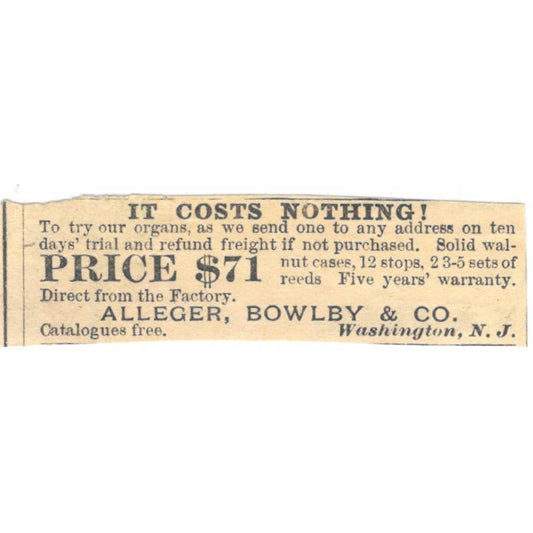 IT COSTS NOTHING!
To try our organs, as we send one to any address on ten
days' trial and refund freight if not purchased. Solid wal-
PRICE $71 nut cases, 12 stops, 2 3-5 sets of
reeds Five years' warranty.
Direct from the Factory.
ALLEGER, BOWLBY & CO.
Catalogues free. Washington, N. J.